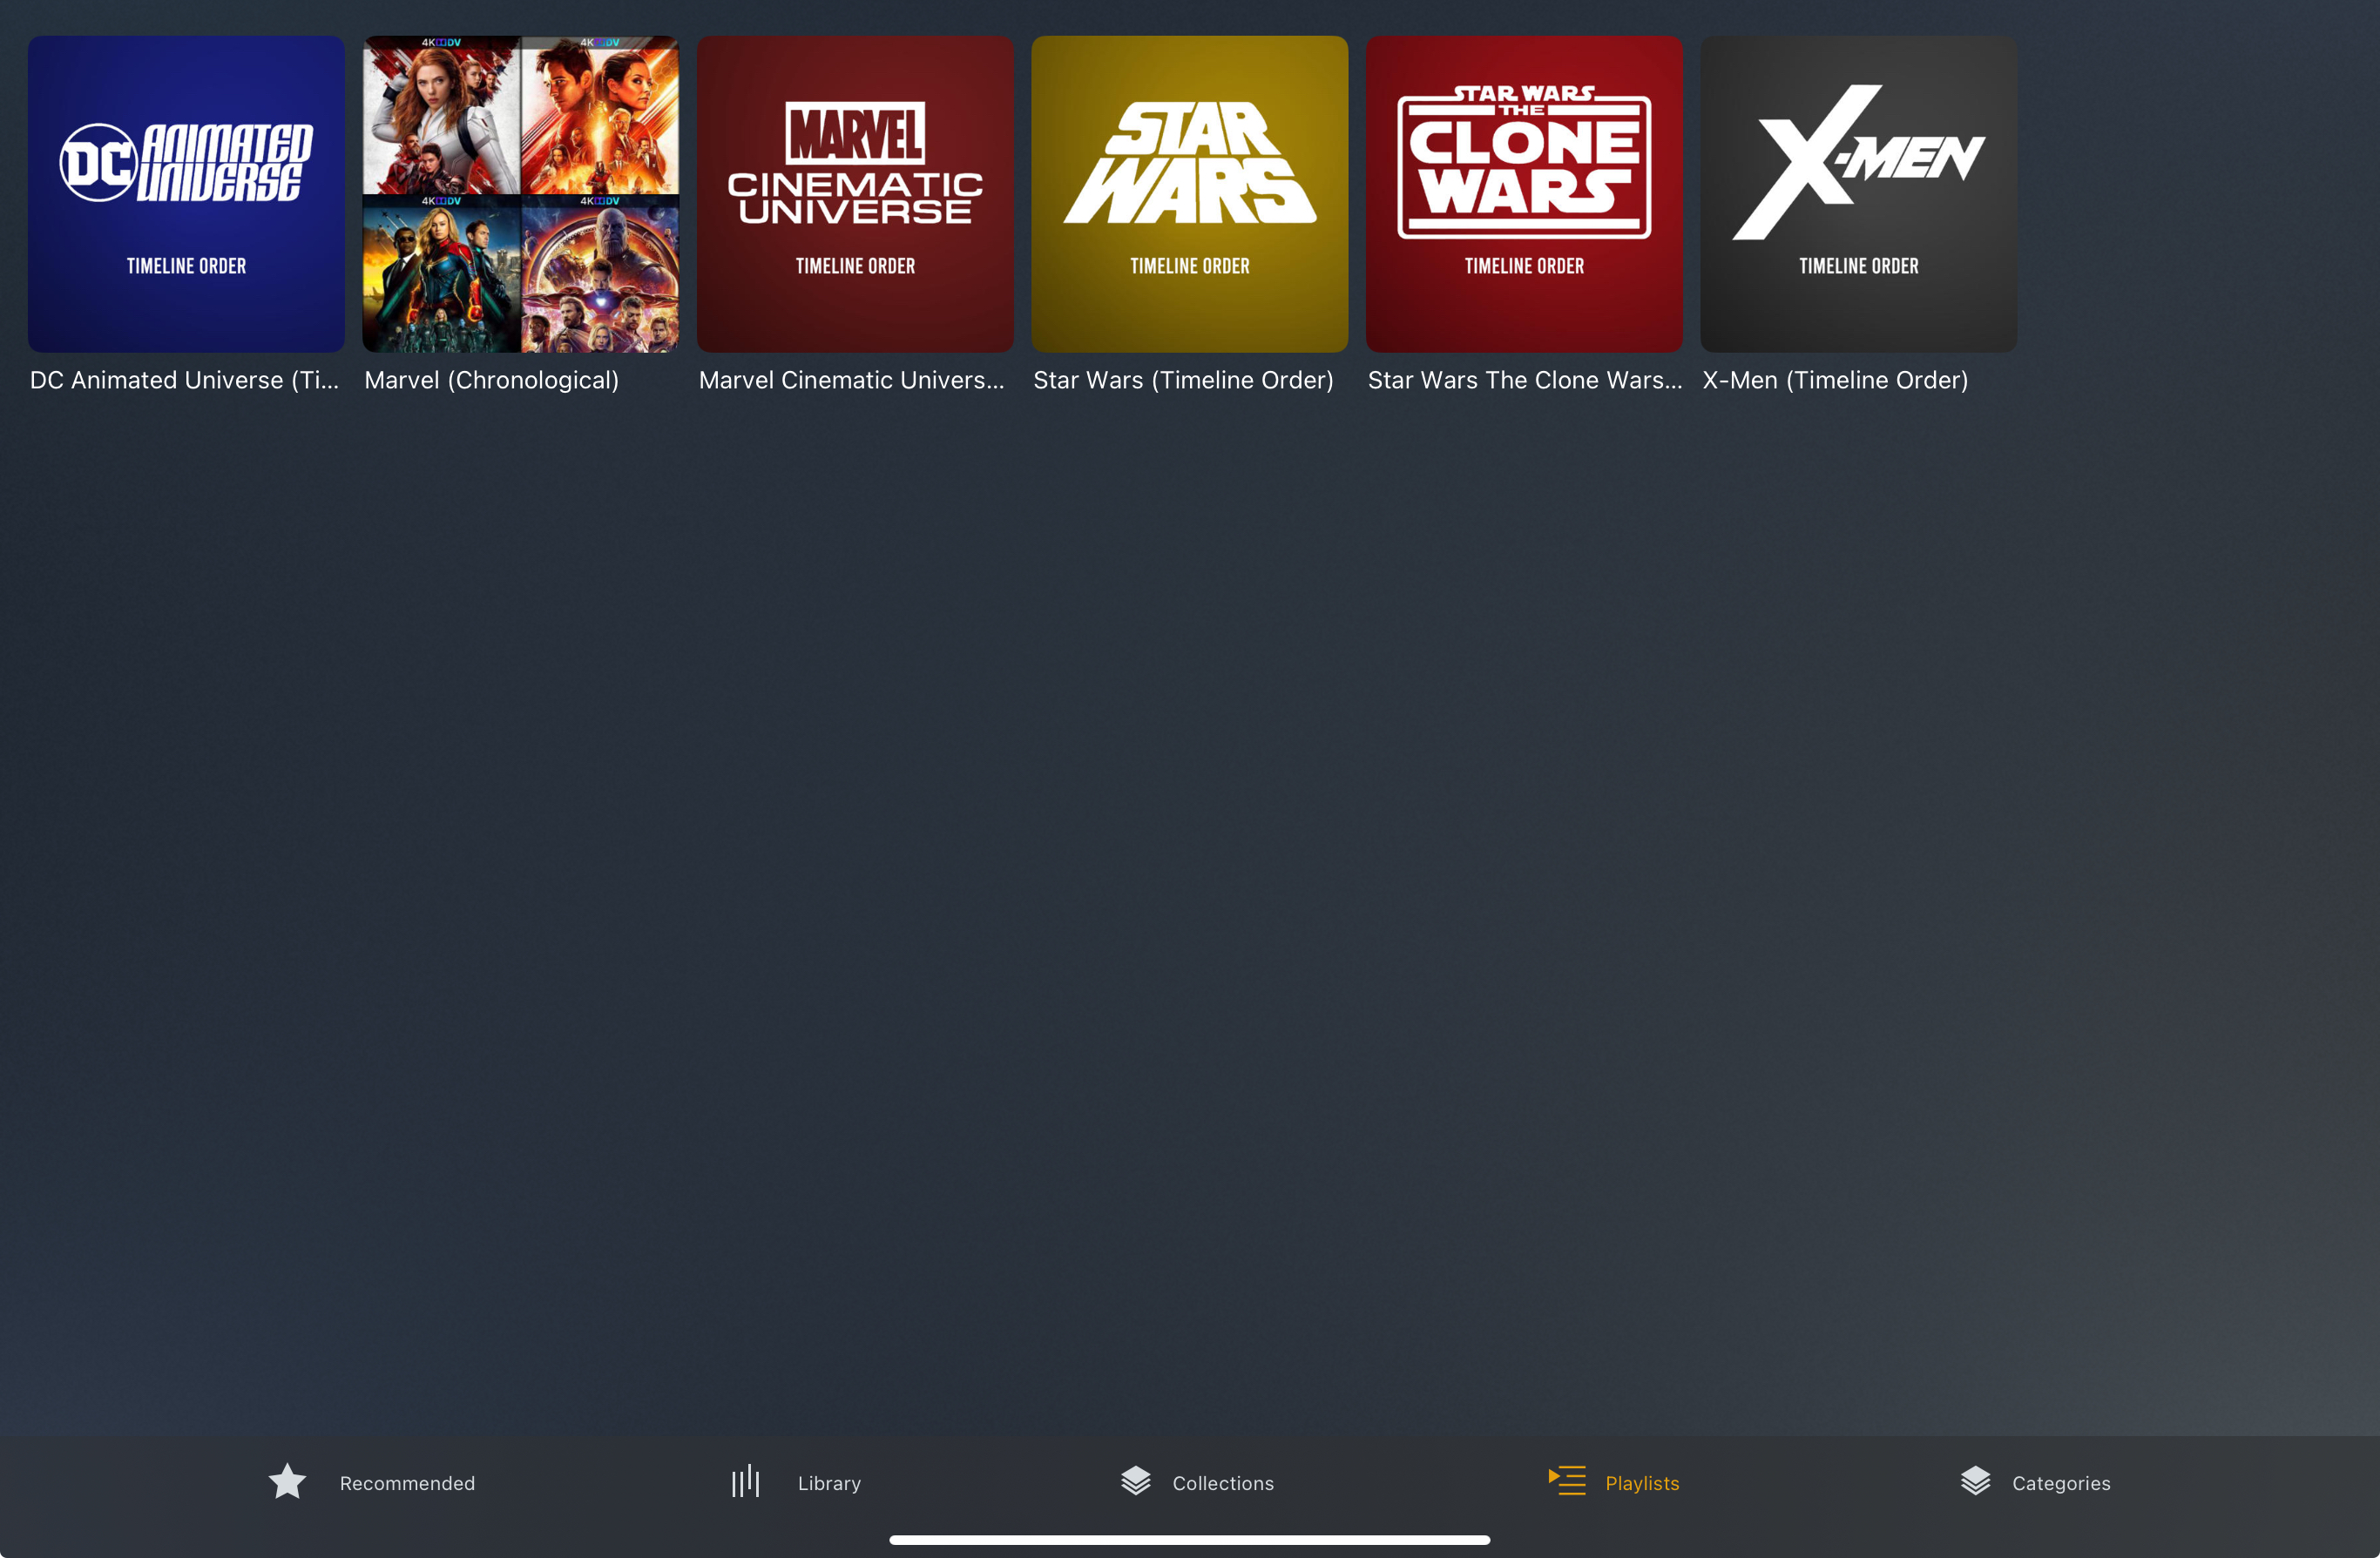 DC ANIMATED UNIVERSE
TIMELINE ORDER
DC Animated Universe (Ti...
4K DV
4K DV
4K DV
4K DV
Marvel (Chronological)
MARVEL
CINEMATIC
UNIVERSE
TIMELINE ORDER
Marvel Cinematic Univers...
STAR
WARS
TIMELINE ORDER
Star Wars (Timeline Order)
STAR WARS
THE
CLONE
WARS
TIMELINE ORDER
Star Wars The Clone Wars...
X-MEN
TIMELINE ORDER
X-Men (Timeline Order)
Recommended
Library
Collections
Playlists
Categories